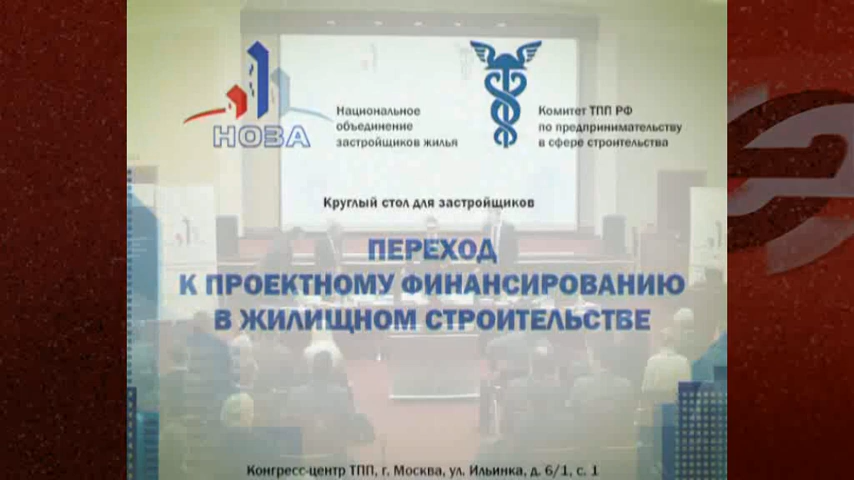 НОЗА
Национальное
объединение
застройщиков жилья
Комитет ТПП РФ
по предпринимательству
в сфере строительства
Круглый стол для застройщиков
ПЕРЕХОД
К ПРОЕКТНОМУ ФИНАНСИРОВАНИЮ
В ЖИЛИЩНОМ СТРОИТЕЛЬСТВЕ
Конгресс-центр ТПП, г. Москва, ул. Ильинка, д. 6/1, с. 1